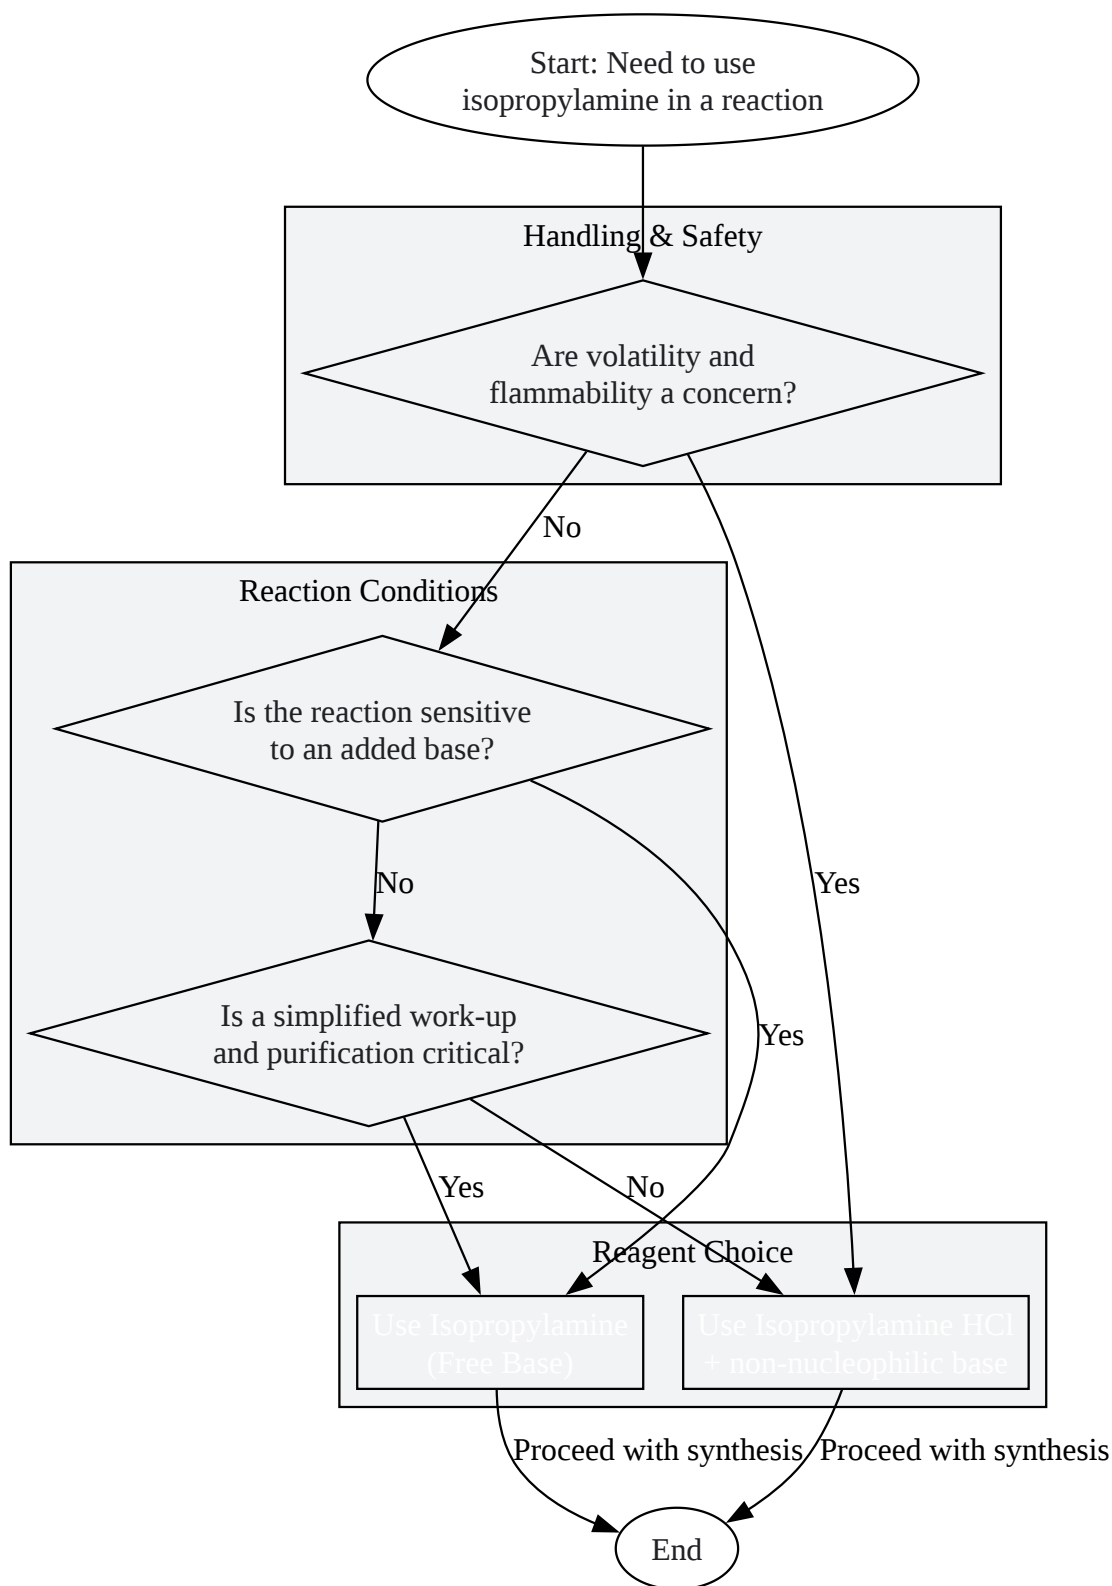 Start: Need to use
isopropylamine in a reaction
Handling & Safety
Are volatility and
flammability a concern?
No
Reaction Conditions
Is the reaction sensitive
to an added base?
No
Yes
Is a simplified work-up
and purification critical?
Yes
Yes
No
Reagent Choice
Use Isopropylamine
(Free Base)
Use Isopropylamine HCl
+ non-nucleophilic base
Proceed with synthesis
Proceed with synthesis
End